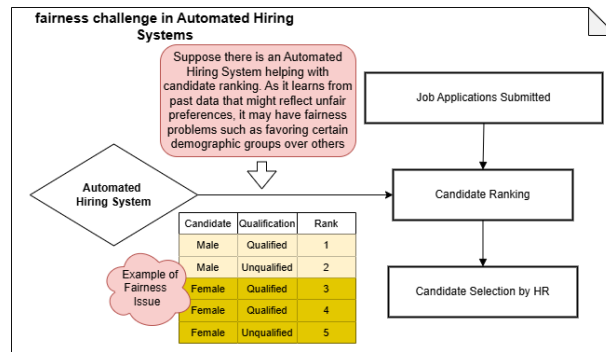 fairness challenge in Automated Hiring
Systems
Suppose there is an Automated
Hiring System helping with
candidate ranking. As it learns from
past data that might reflect unfair
preferences, it may have fairness
problems such as favoring certain
demographic groups over others
Job Applications Submitted
Automated
Hiring System
Candidate Ranking
Candidate Qualification Rank
Male Qualified 1
Male Unqualified 2
Female Qualified 3
Female Qualified 4
Female Unqualified 5
Example of
Fairness
Issue
Candidate Selection by HR